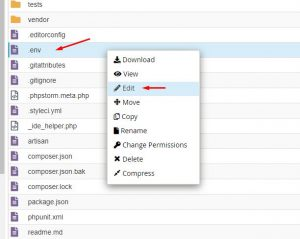 tests
vendor
.editorconfig
.env
.gitattributes
.gitignore
.phpstorm.meta.php
.styleci.yml
_ide_helper.php
artisan
composer.json
composer.json.bak
composer.lock
package.json
phpunit.xml
readme.md
Download
View
Edit
Move
Copy
Rename
Change Permissions
Delete
Compress